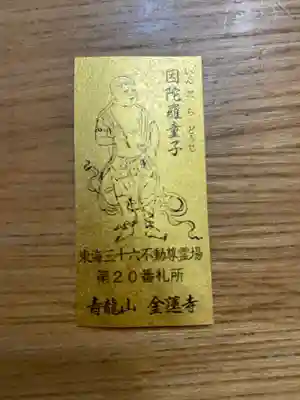 因陀羅童子
いんだらどうじ
東海三十六不動尊霊場
第20番札所
青龍山 金蓮寺